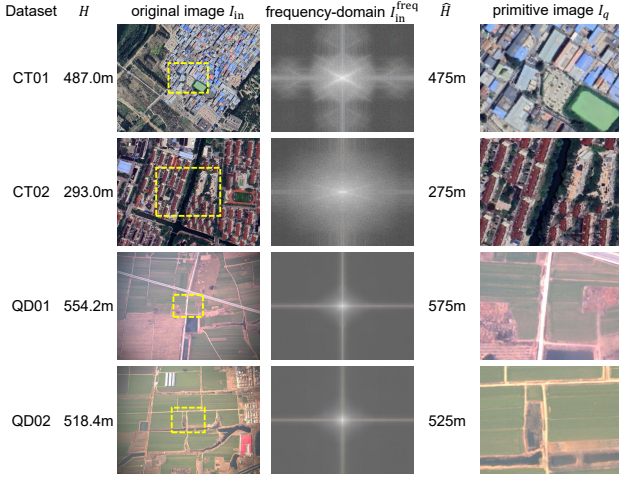 Dataset H original image I_in frequency-domain I_in^freq Ĥ primitive image I_q
CT01 487.0m 475m
CT02 293.0m 275m
QD01 554.2m 575m
QD02 518.4m 525m